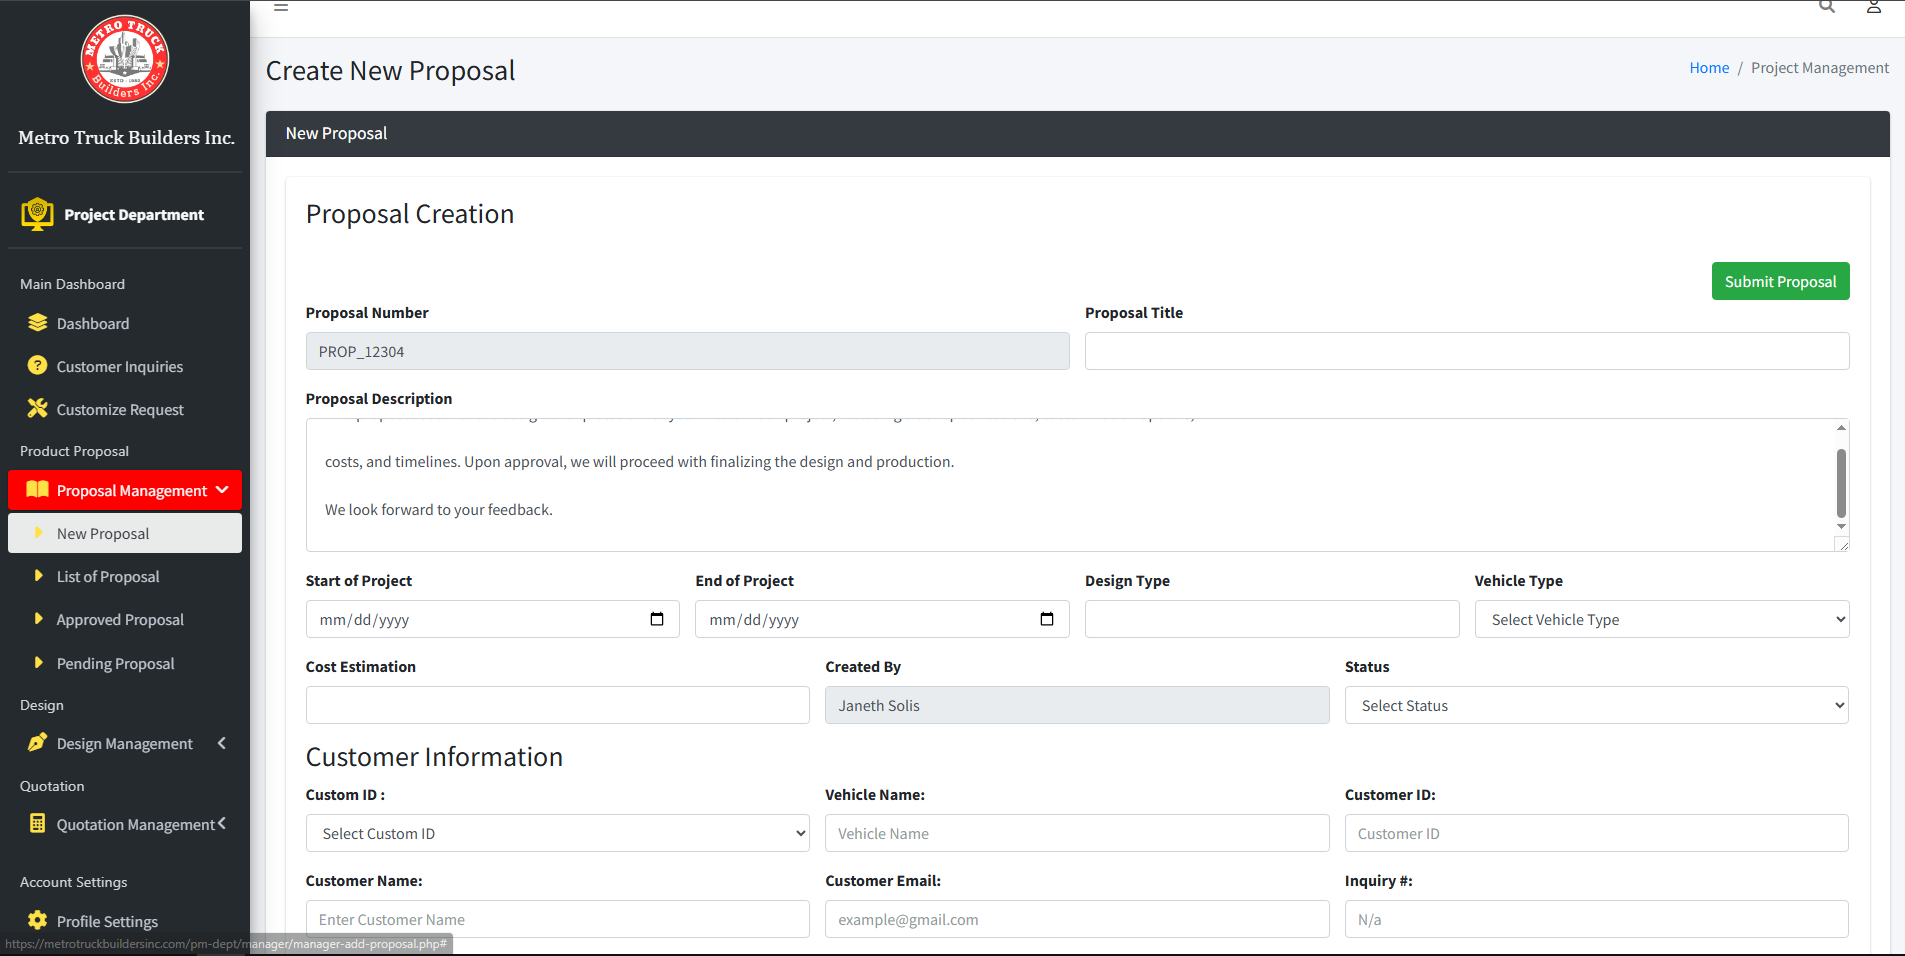 METRO TRUCK
ESTD - 1982
Builders Inc.
Metro Truck Builders Inc.
Project Department
Main Dashboard
Dashboard
Customer Inquiries
Customize Request
Product Proposal
Proposal Management
New Proposal
List of Proposal
Approved Proposal
Pending Proposal
Design
Design Management
Quotation
Quotation Management
Account Settings
Profile Settings
https://metrotruckbuildersinc.com/pm-dept/manager/manager-add-proposal.php#
Create New Proposal
Home / Project Management
New Proposal
Proposal Creation
Submit Proposal
Proposal Number
Proposal Title
PROP_12304
Proposal Description
costs, and timelines. Upon approval, we will proceed with finalizing the design and production.
We look forward to your feedback.
Start of Project
End of Project
Design Type
Vehicle Type
mm/dd/yyyy
mm/dd/yyyy
Select Vehicle Type
Cost Estimation
Created By
Status
Janeth Solis
Select Status
Customer Information
Custom ID :
Vehicle Name:
Customer ID:
Select Custom ID
Vehicle Name
Customer ID
Customer Name:
Customer Email:
Inquiry #:
Enter Customer Name
example@gmail.com
N/a